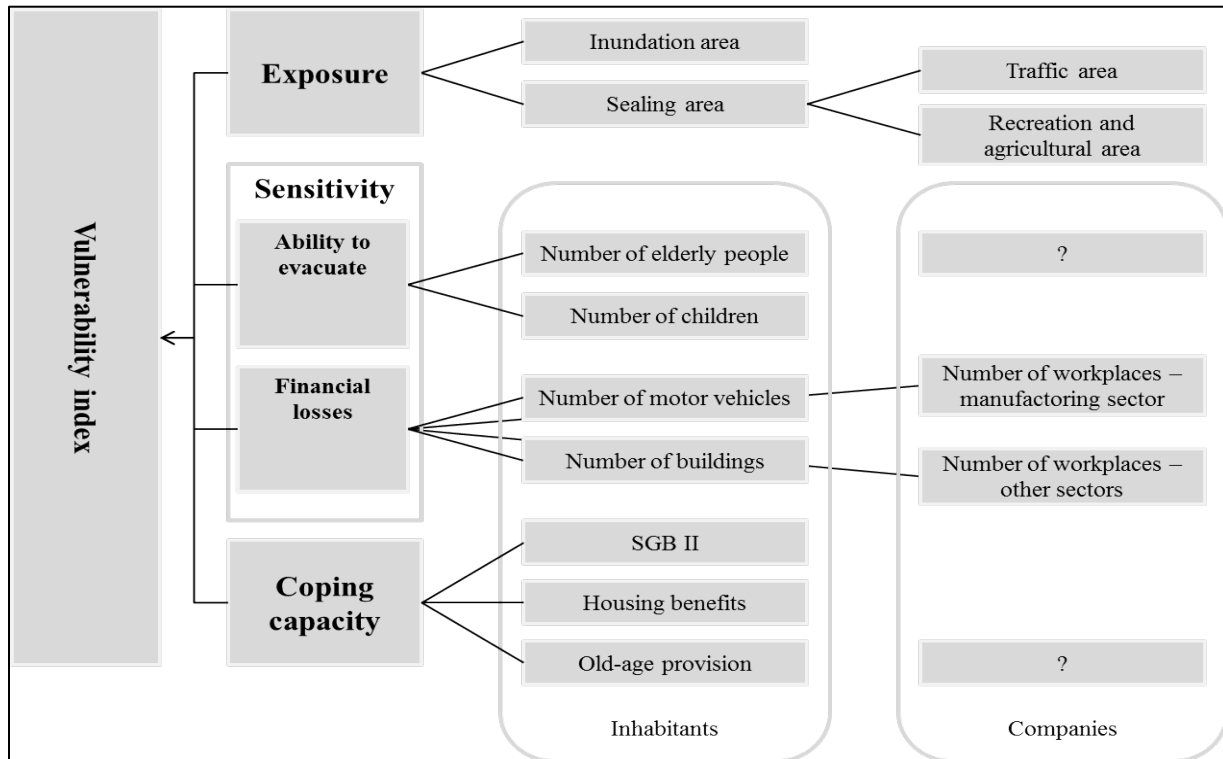 Vulnerability index
Exposure
Inundation area
Sealing area
Traffic area
Recreation and
agricultural area
Sensitivity
Ability to
evacuate
Number of elderly people
?
Number of children
Financial
losses
Number of motor vehicles
Number of workplaces –
manufactoring sector
Number of buildings
Number of workplaces –
other sectors
Coping
capacity
SGB II
Housing benefits
Old-age provision
?
Inhabitants
Companies